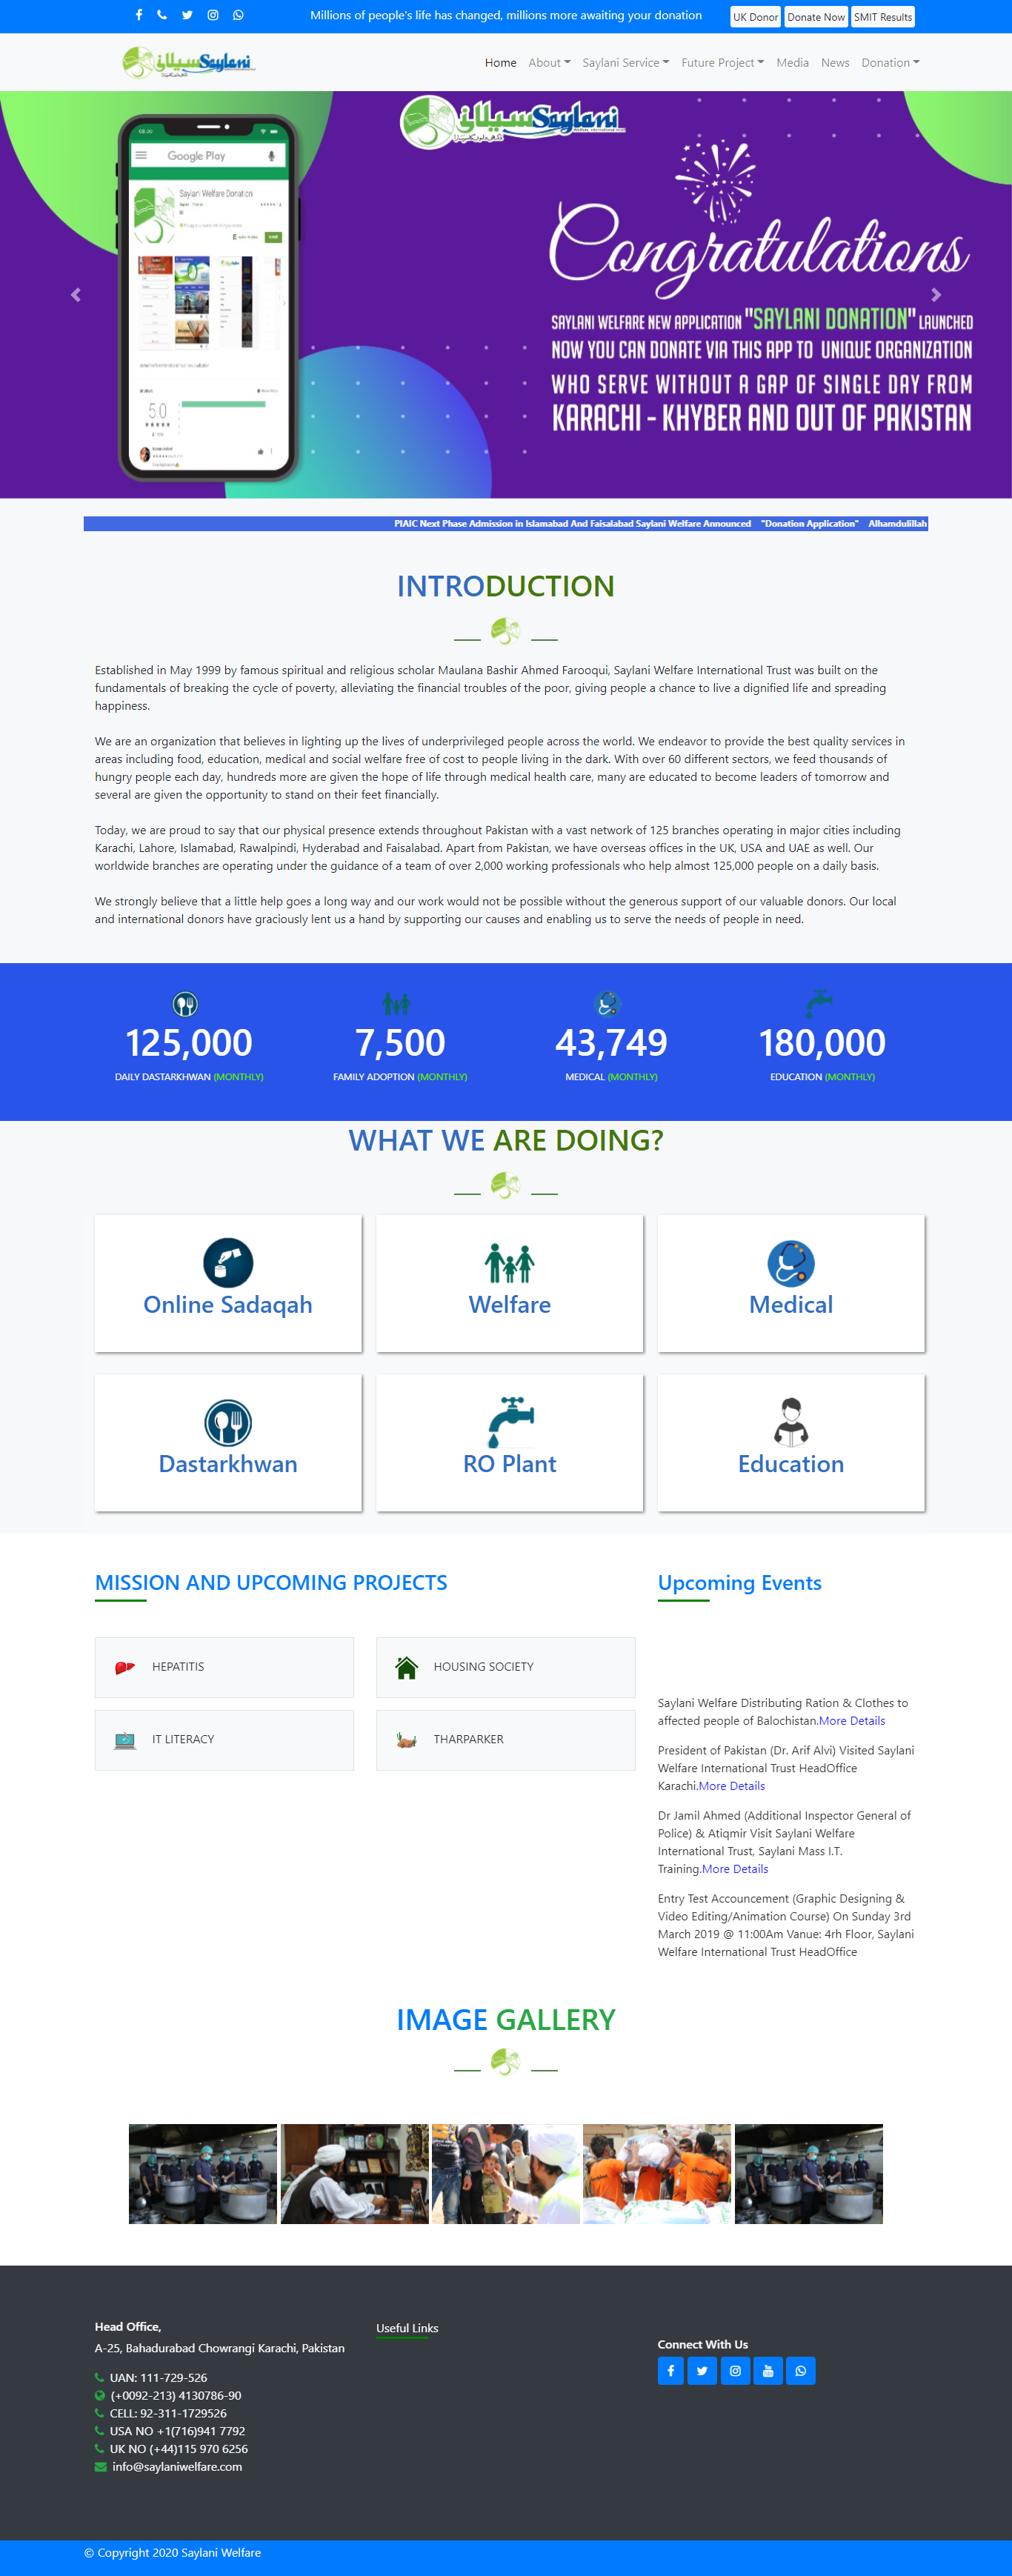 Millions of people's life has changed, millions more awaiting your donation
UK Donor Donate Now SMIT Results
سیلانی Saylani
Home About Saylani Service Future Project Media News Donation
سیلانی Saylani
08:00
Google Play
Saylani Welfare Donation
5.0
Congratulations
SAYLANI WELFARE NEW APPLICATION "SAYLANI DONATION" LAUNCHED
NOW YOU CAN DONATE VIA THIS APP TO UNIQUE ORGANIZATION
WHO SERVE WITHOUT A GAP OF SINGLE DAY FROM
KARACHI - KHYBER AND OUT OF PAKISTAN
PIAIC Next Phase Admission in Islamabad And Faisalabad Saylani Welfare Announced "Donation Application" Alhamdulillah
INTRODUCTION
Established in May 1999 by famous spiritual and religious scholar Maulana Bashir Ahmed Farooqui, Saylani Welfare International Trust was built on the
fundamentals of breaking the cycle of poverty, alleviating the financial troubles of the poor, giving people a chance to live a dignified life and spreading
happiness.
We are an organization that believes in lighting up the lives of underprivileged people across the world. We endeavor to provide the best quality services in
areas including food, education, medical and social welfare free of cost to people living in the dark. With over 60 different sectors, we feed thousands of
hungry people each day, hundreds more are given the hope of life through medical health care, many are educated to become leaders of tomorrow and
several are given the opportunity to stand on their feet financially.
Today, we are proud to say that our physical presence extends throughout Pakistan with a vast network of 125 branches operating in major cities including
Karachi, Lahore, Islamabad, Rawalpindi, Hyderabad and Faisalabad. Apart from Pakistan, we have overseas offices in the UK, USA and UAE as well. Our
worldwide branches are operating under the guidance of a team of over 2,000 working professionals who help almost 125,000 people on a daily basis.
We strongly believe that a little help goes a long way and our work would not be possible without the generous support of our valuable donors. Our local
and international donors have graciously lent us a hand by supporting our causes and enabling us to serve the needs of people in need.
125,000 7,500 43,749 180,000
DAILY DASTARKHWAN (MONTHLY) FAMILY ADOPTION (MONTHLY) MEDICAL (MONTHLY) EDUCATION (MONTHLY)
WHAT WE ARE DOING?
Online Sadaqah Welfare Medical
Dastarkhwan RO Plant Education
MISSION AND UPCOMING PROJECTS
HEPATITIS HOUSING SOCIETY
IT LITERACY THARPARKER
Upcoming Events
Saylani Welfare Distributing Ration & Clothes to
affected people of Balochistan.More Details
President of Pakistan (Dr. Arif Alvi) Visited Saylani
Welfare International Trust HeadOffice
Karachi.More Details
Dr Jamil Ahmed (Additional Inspector General of
Police) & Atiqmir Visit Saylani Welfare
International Trust, Saylani Mass I.T.
Training.More Details
Entry Test Accouncement (Graphic Designing &
Video Editing/Animation Course) On Sunday 3rd
March 2019 @ 11:00Am Vanue: 4rh Floor, Saylani
Welfare International Trust HeadOffice
IMAGE GALLERY
Head Office,
A-25, Bahadurabad Chowrangi Karachi, Pakistan
UAN: 111-729-526
(+0092-213) 4130786-90
CELL: 92-311-1729526
USA NO +1(716)941 7792
UK NO (+44)115 970 6256
info@saylaniwelfare.com
Useful Links
Connect With Us
© Copyright 2020 Saylani Welfare